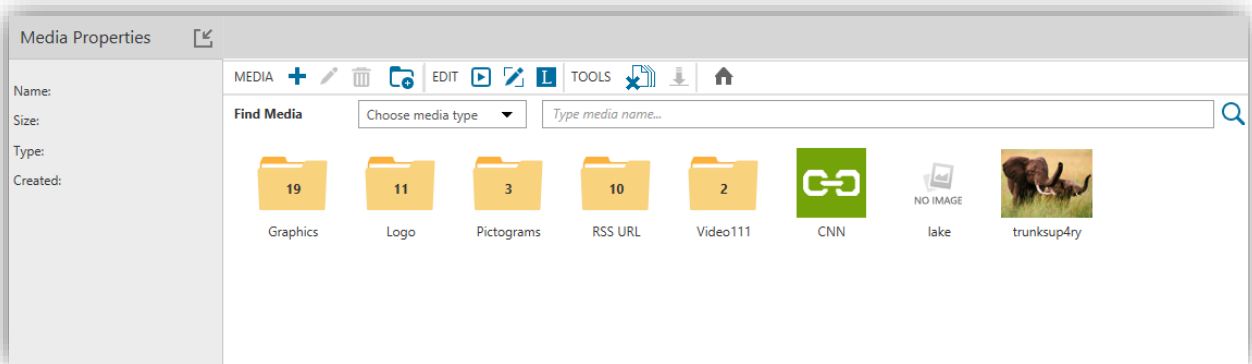 Media Properties
MEDIA EDIT L TOOLS
Name:
Size:
Type:
Created:
Find Media Choose media type Type media name...
19 11 3 10 2
NO IMAGE
Graphics Logo Pictograms RSS URL Video111 CNN lake trunksup4ry